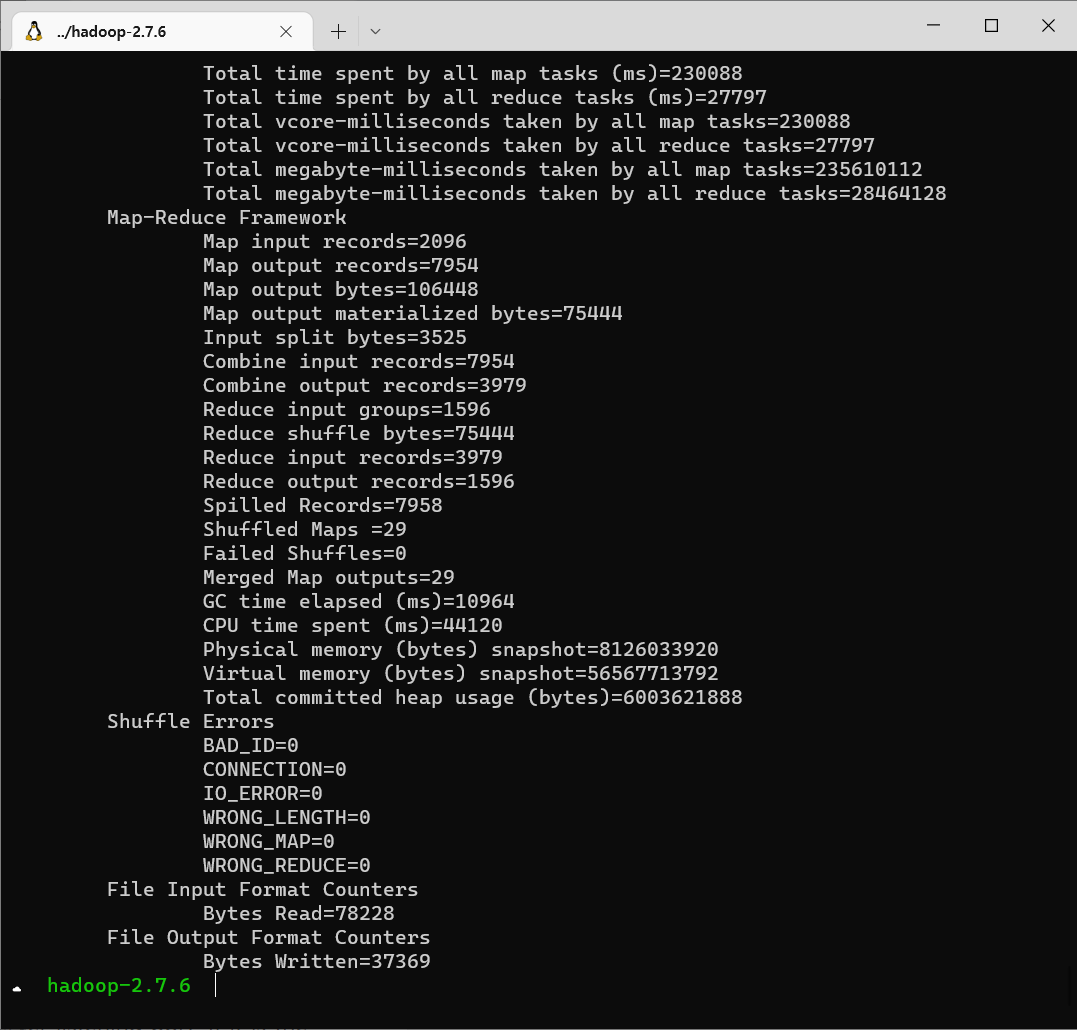 ../hadoop-2.7.6
Total time spent by all map tasks (ms)=230088
Total time spent by all reduce tasks (ms)=27797
Total vcore-milliseconds taken by all map tasks=230088
Total vcore-milliseconds taken by all reduce tasks=27797
Total megabyte-milliseconds taken by all map tasks=235610112
Total megabyte-milliseconds taken by all reduce tasks=28464128
Map-Reduce Framework
Map input records=2096
Map output records=7954
Map output bytes=106448
Map output materialized bytes=75444
Input split bytes=3525
Combine input records=7954
Combine output records=3979
Reduce input groups=1596
Reduce shuffle bytes=75444
Reduce input records=3979
Reduce output records=1596
Spilled Records=7958
Shuffled Maps =29
Failed Shuffles=0
Merged Map outputs=29
GC time elapsed (ms)=10964
CPU time spent (ms)=44120
Physical memory (bytes) snapshot=8126033920
Virtual memory (bytes) snapshot=56567713792
Total committed heap usage (bytes)=6003621888
Shuffle Errors
BAD_ID=0
CONNECTION=0
IO_ERROR=0
WRONG_LENGTH=0
WRONG_MAP=0
WRONG_REDUCE=0
File Input Format Counters
Bytes Read=78228
File Output Format Counters
Bytes Written=37369
hadoop-2.7.6